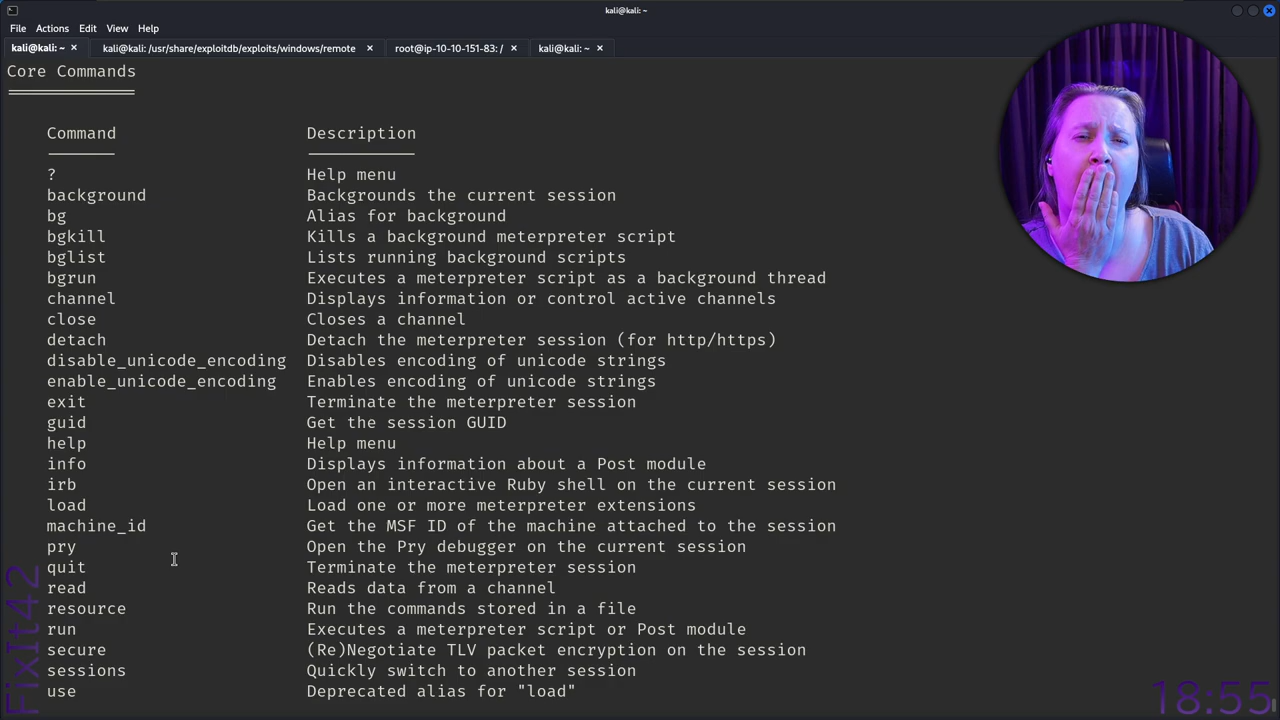 kali@kali: ~
File Actions Edit View Help
kali@kali: ~ × kali@kali: /usr/share/exploitdb/exploits/windows/remote × root@ip-10-10-151-83: / × kali@kali: ~ ×
Core Commands
Command Description
? Help menu
background Backgrounds the current session
bg Alias for background
bgkill Kills a background meterpreter script
bglist Lists running background scripts
bgrun Executes a meterpreter script as a background thread
channel Displays information or control active channels
close Closes a channel
detach Detach the meterpreter session (for http/https)
disable_unicode_encoding Disables encoding of unicode strings
enable_unicode_encoding Enables encoding of unicode strings
exit Terminate the meterpreter session
guid Get the session GUID
help Help menu
info Displays information about a Post module
irb Open an interactive Ruby shell on the current session
load Load one or more meterpreter extensions
machine_id Get the MSF ID of the machine attached to the session
pry Open the Pry debugger on the current session
quit Terminate the meterpreter session
read Reads data from a channel
resource Run the commands stored in a file
run Executes a meterpreter script or Post module
secure (Re)Negotiate TLV packet encryption on the session
sessions Quickly switch to another session
use Deprecated alias for "load"
FixIt42
18:55